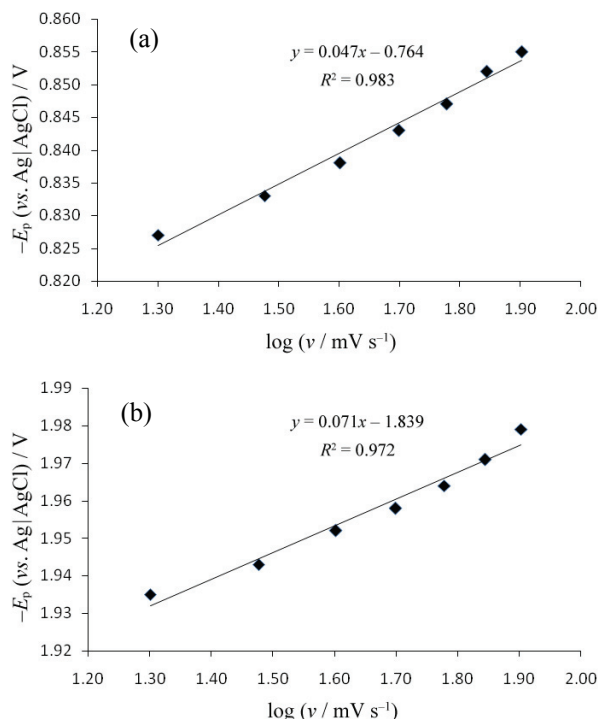 (a)
y = 0.047x – 0.764
R² = 0.983
0.860
0.855
0.850
0.845
0.840
0.835
0.830
0.825
0.820
–Eₚ (vs. Ag|AgCl) / V
1.20 1.30 1.40 1.50 1.60 1.70 1.80 1.90 2.00
log (v / mV s⁻¹)
(b)
y = 0.071x – 1.839
R² = 0.972
1.99
1.98
1.97
1.96
1.95
1.94
1.93
1.92
–Eₚ (vs. Ag|AgCl) / V
1.20 1.30 1.40 1.50 1.60 1.70 1.80 1.90 2.00
log (v / mV s⁻¹)